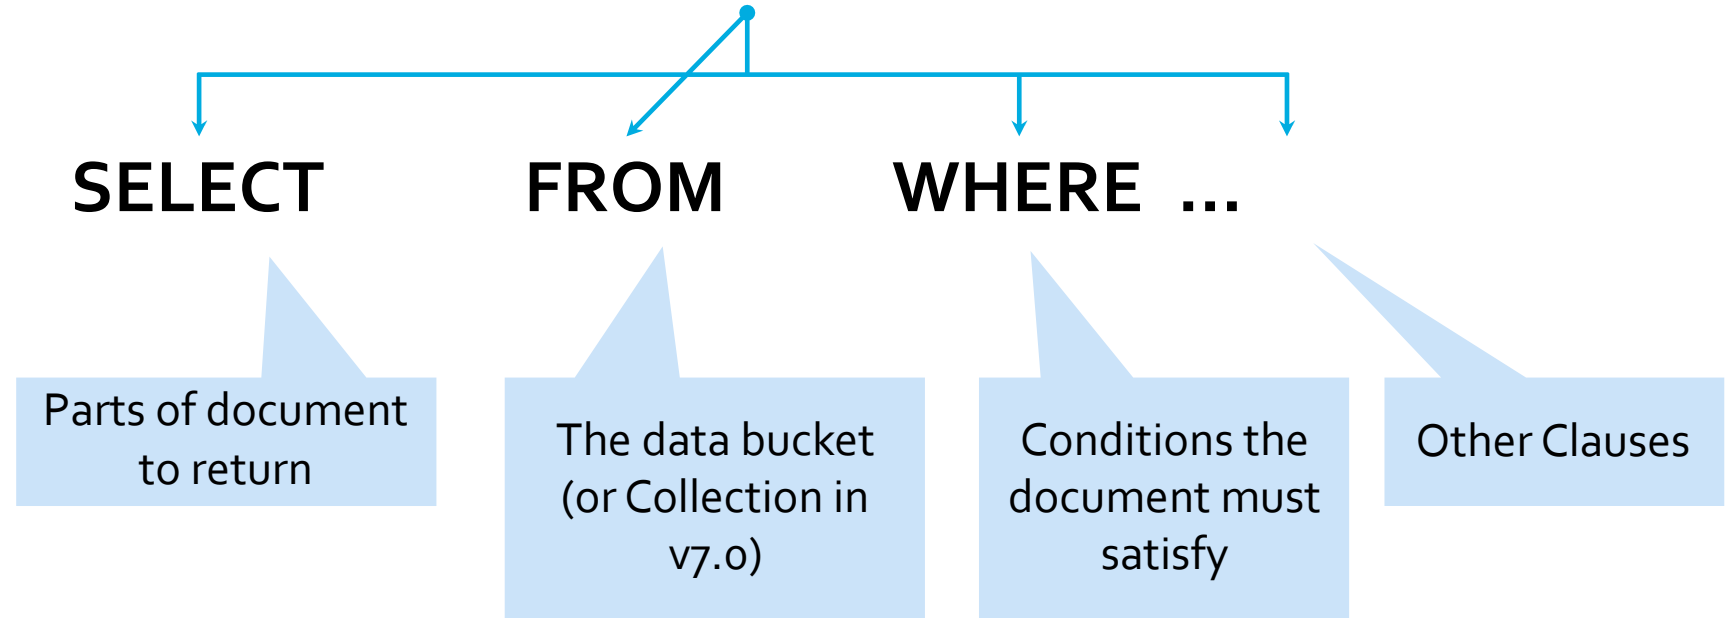 SELECT FROM WHERE ...
Parts of document
to return
The data bucket
(or Collection in
v7.0)
Conditions the
document must
satisfy
Other Clauses